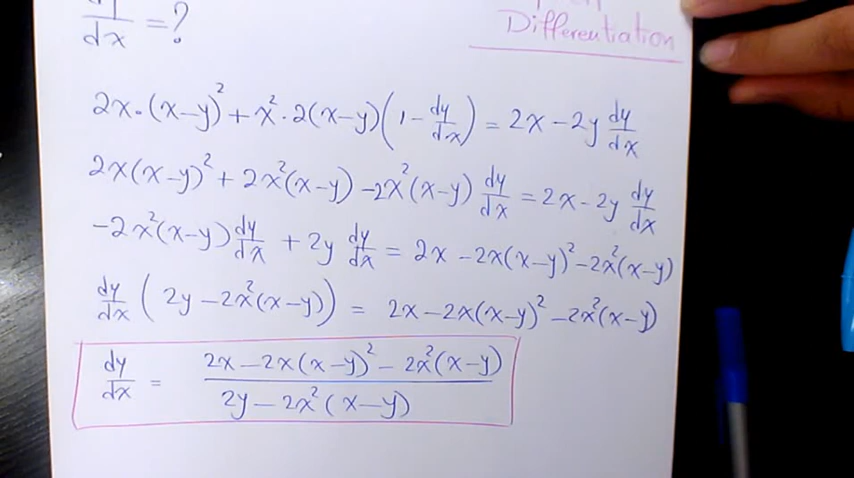 dy/dx = ?
Differentiation
2x·(x−y)² + x²·2(x−y)(1 − dy/dx) = 2x − 2y dy/dx
2x(x−y)² + 2x²(x−y) −2x²(x−y) dy/dx = 2x − 2y dy/dx
−2x²(x−y) dy/dx + 2y dy/dx = 2x − 2x(x−y)² − 2x²(x−y)
dy/dx ( 2y − 2x²(x−y)) = 2x − 2x(x−y)² − 2x²(x−y)
dy/dx = (2x − 2x(x−y)² − 2x²(x−y))/(2y − 2x²(x−y))